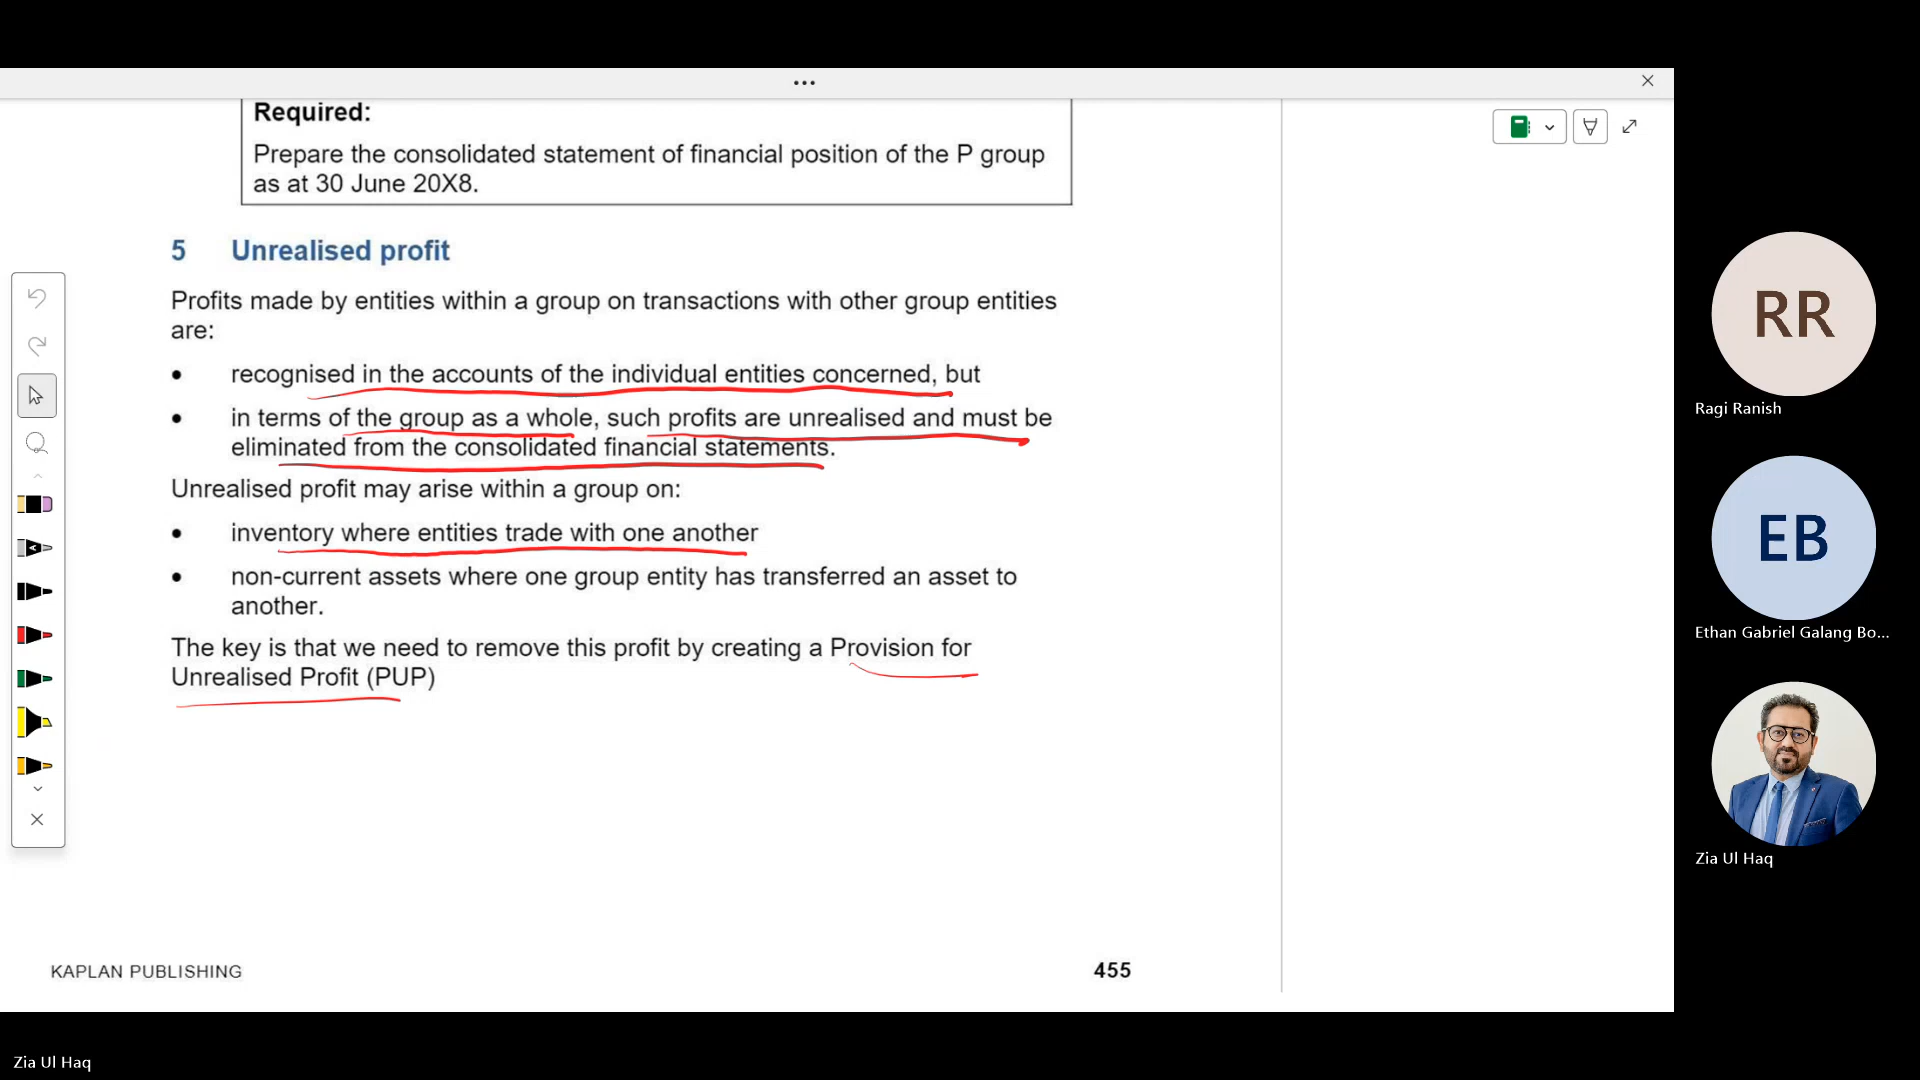 Required:
Prepare the consolidated statement of financial position of the P group
as at 30 June 20X8.
5 Unrealised profit
Profits made by entities within a group on transactions with other group entities
are:
• recognised in the accounts of the individual entities concerned, but
• in terms of the group as a whole, such profits are unrealised and must be
eliminated from the consolidated financial statements.
Unrealised profit may arise within a group on:
• inventory where entities trade with one another
• non-current assets where one group entity has transferred an asset to
another.
The key is that we need to remove this profit by creating a Provision for
Unrealised Profit (PUP)
KAPLAN PUBLISHING
455
RR
Ragi Ranish
EB
Ethan Gabriel Galang Bo...
Zia Ul Haq
Zia Ul Haq